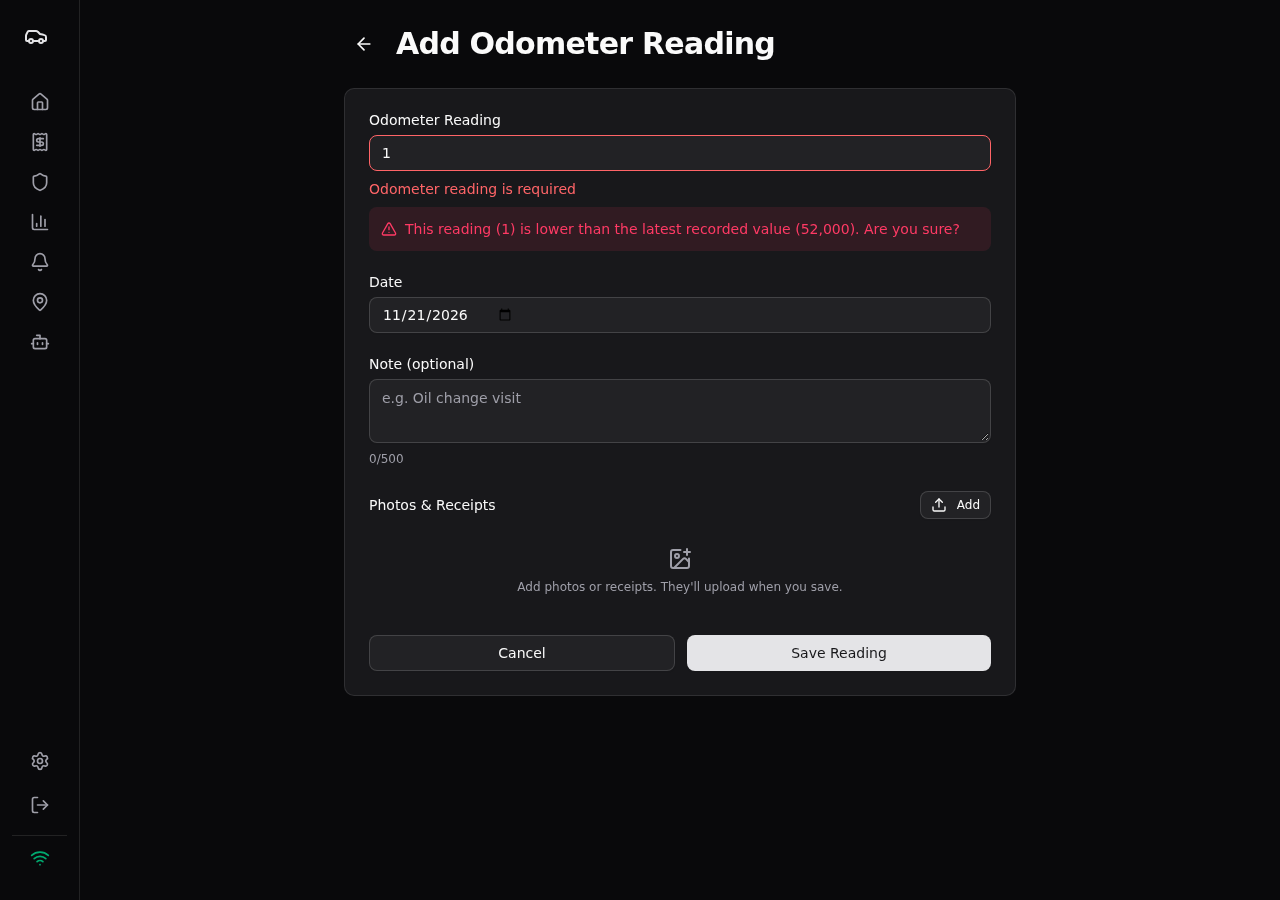 Add Odometer Reading
Odometer Reading
1
Odometer reading is required
This reading (1) is lower than the latest recorded value (52,000). Are you sure?
Date
11/21/2026
Note (optional)
e.g. Oil change visit
0/500
Photos & Receipts
Add
Add photos or receipts. They'll upload when you save.
Cancel
Save Reading